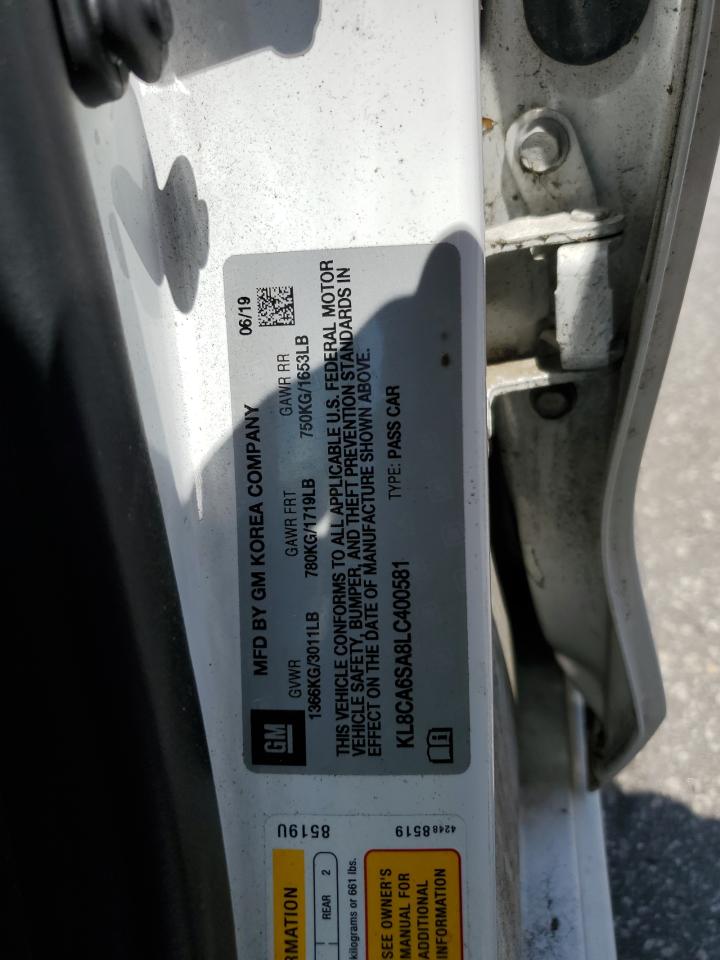 MFD BY GM KOREA COMPANY
06/19
GM
GVWR GAWR FRT GAWR RR
1366KG/3011LB 780KG/1719LB 750KG/1653LB
THIS VEHICLE CONFORMS TO ALL APPLICABLE U.S. FEDERAL MOTOR
VEHICLE SAFETY, BUMPER, AND THEFT PREVENTION STANDARDS IN
EFFECT ON THE DATE OF MANUFACTURE SHOWN ABOVE.
KL8CA6SA8LC400581 TYPE: PASS CAR
8519U
4248 8519
RMATION
REAR 2
kilograms or 661 lbs.
SEE OWNER'S
MANUAL FOR
ADDITIONAL
INFORMATION